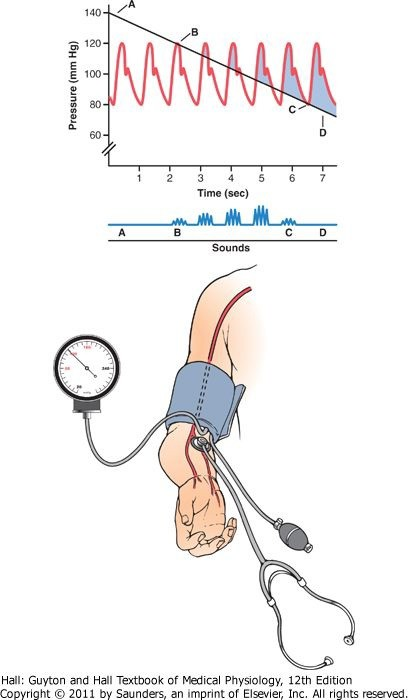 140
120
100
80
60
Pressure (mm Hg)
A
B
C
D
1 2 3 4 5 6 7
Time (sec)
A B C D
Sounds
Hall: Guyton and Hall Textbook of Medical Physiology, 12th Edition
Copyright © 2011 by Saunders, an imprint of Elsevier, Inc. All rights reserved.